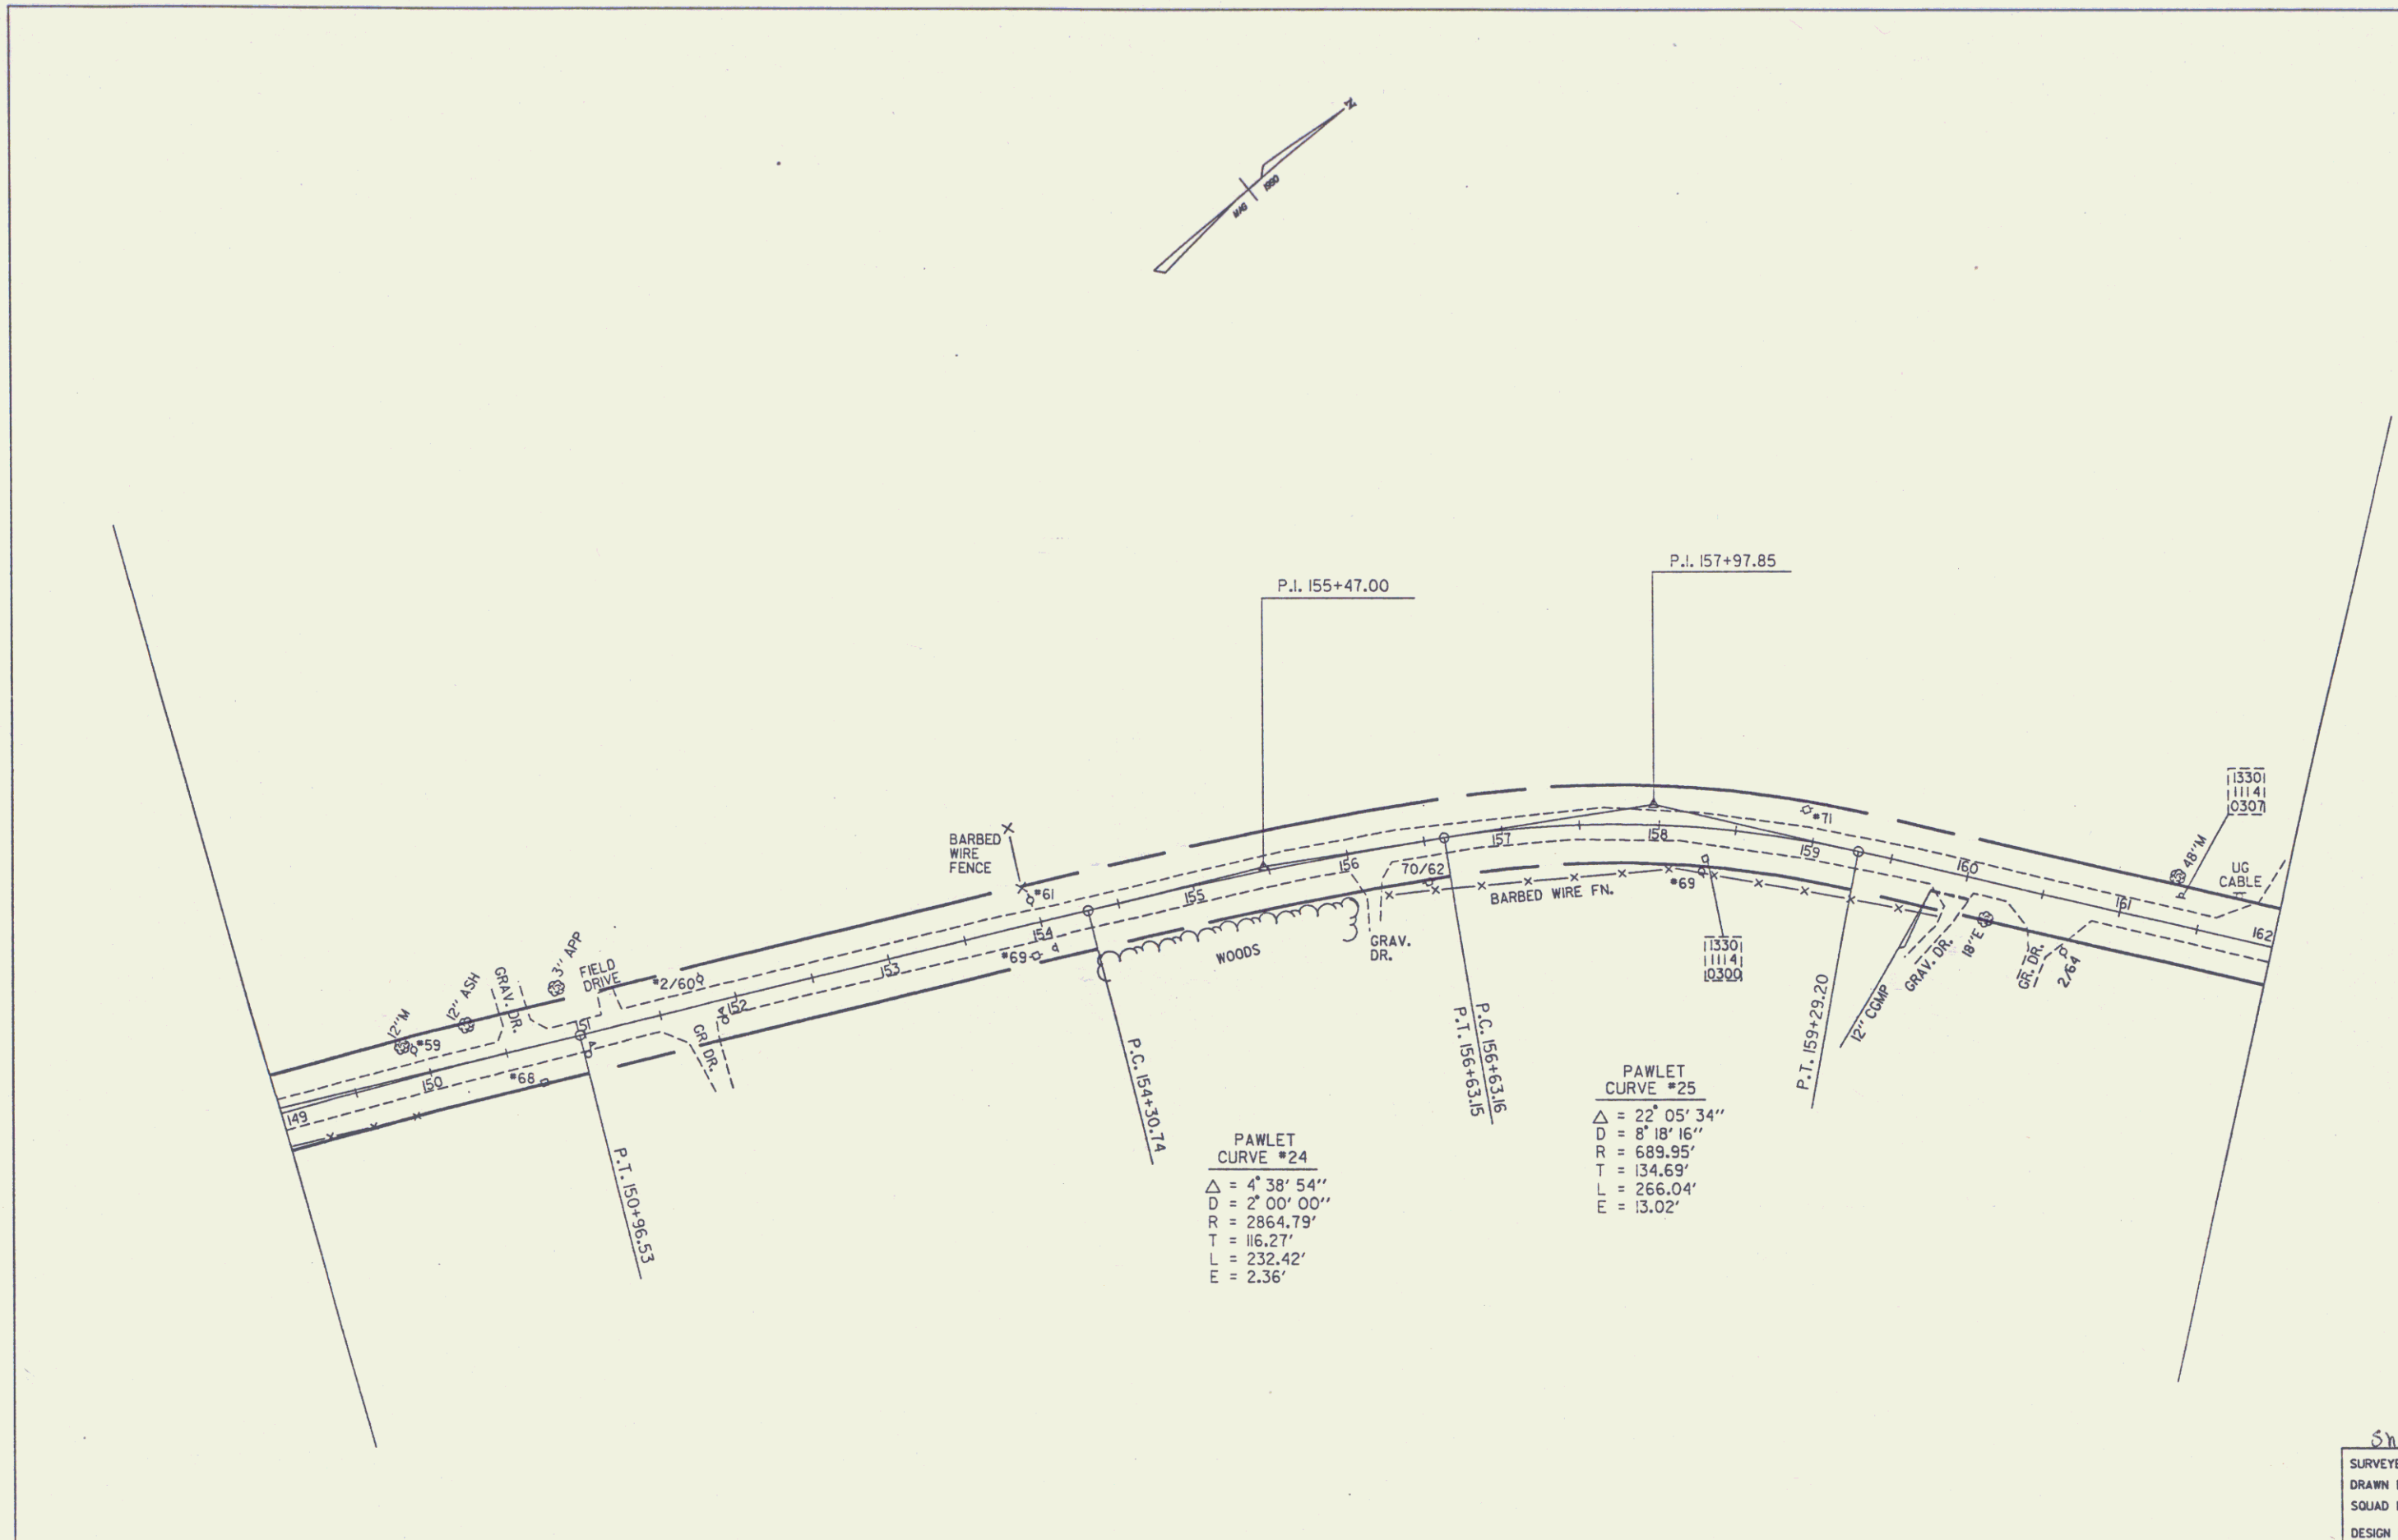 N
MAG 1980
P.I. 155+47.00
P.I. 157+97.85
BARBED
WIRE
FENCE
#61
#71
1330
1114
0307
48"M
UG
CABLE
12"M
#59
12" ASH
GRAV. DR.
3" APP
FIELD
DRIVE
#2/60
149
150
151
152
153
154
155
156
157
158
159
160
161
162
#68
GR. DR.
#69
WOODS
GRAV.
DR.
70/62
BARBED WIRE FN.
#69
1330
1114
0300
12" CGMP
GRAV. DR.
18"E
GR. DR.
2/64
P.T. 150+96.53
P.C. 154+30.74
P.C. 156+63.16
P.T. 156+63.15
P.T. 159+29.20
PAWLET
CURVE #24
△ = 4° 38' 54"
D = 2° 00' 00"
R = 2864.79'
T = 116.27'
L = 232.42'
E = 2.36'
PAWLET
CURVE #25
△ = 22° 05' 34"
D = 8° 18' 16"
R = 689.95'
T = 134.69'
L = 266.04'
E = 13.02'
Sh
SURVEYE
DRAWN
SQUAD
DESIGN